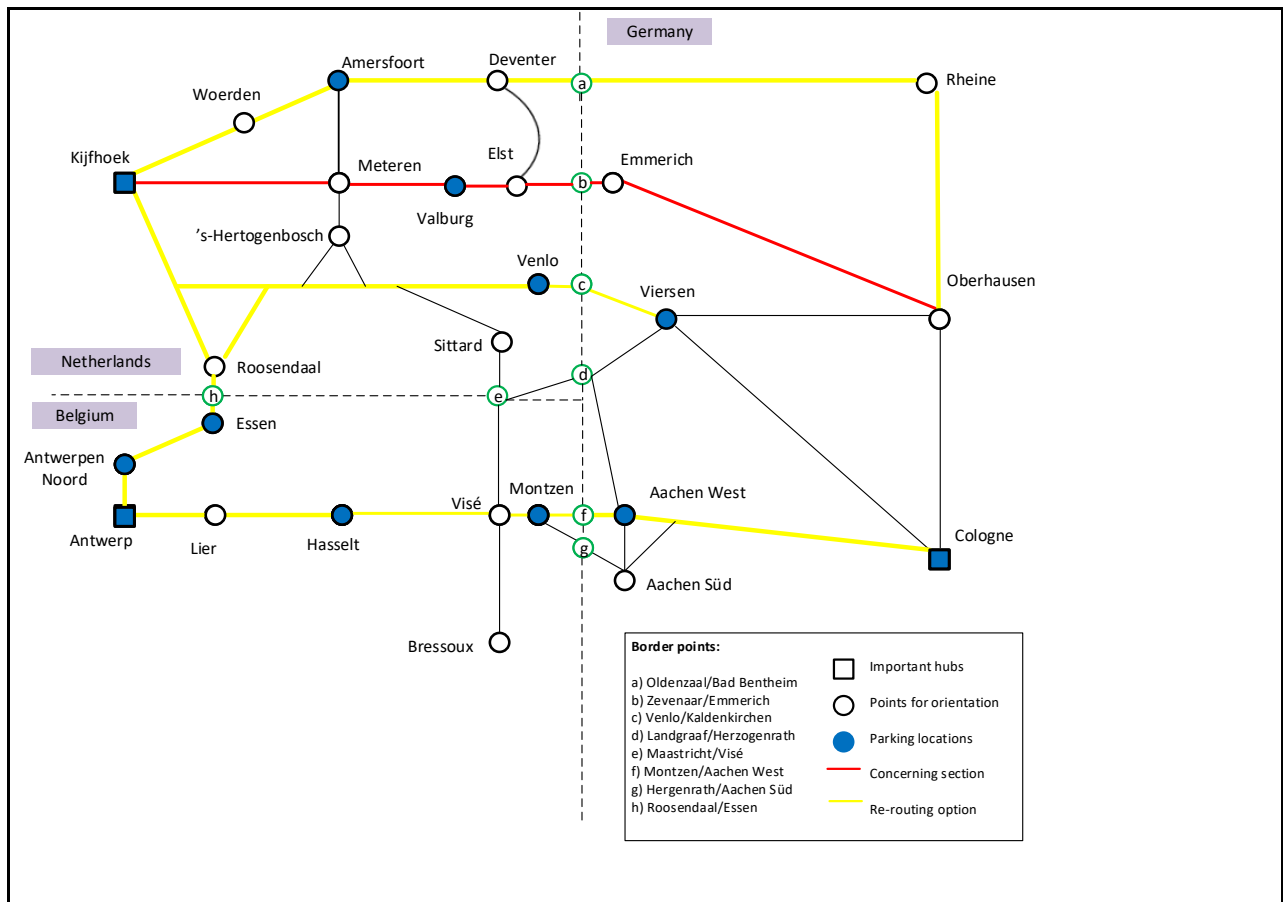 Germany
Amersfoort
Deventer
a
Rheine
Woerden
Kijfhoek
Meteren
Elst
b
Emmerich
Valburg
's-Hertogenbosch
Venlo
c
Viersen
Oberhausen
Sittard
Netherlands
Roosendaal
d
h
e
Belgium
Essen
Antwerpen
Noord
Visé
Montzen
f
Aachen West
Antwerp
Lier
Hasselt
g
Cologne
Aachen Süd
Bressoux
Border points:
a) Oldenzaal/Bad Bentheim
b) Zevenaar/Emmerich
c) Venlo/Kaldenkirchen
d) Landgraaf/Herzogenrath
e) Maastricht/Visé
f) Montzen/Aachen West
g) Hergenrath/Aachen Süd
h) Roosendaal/Essen
Important hubs
Points for orientation
Parking locations
Concerning section
Re-routing option